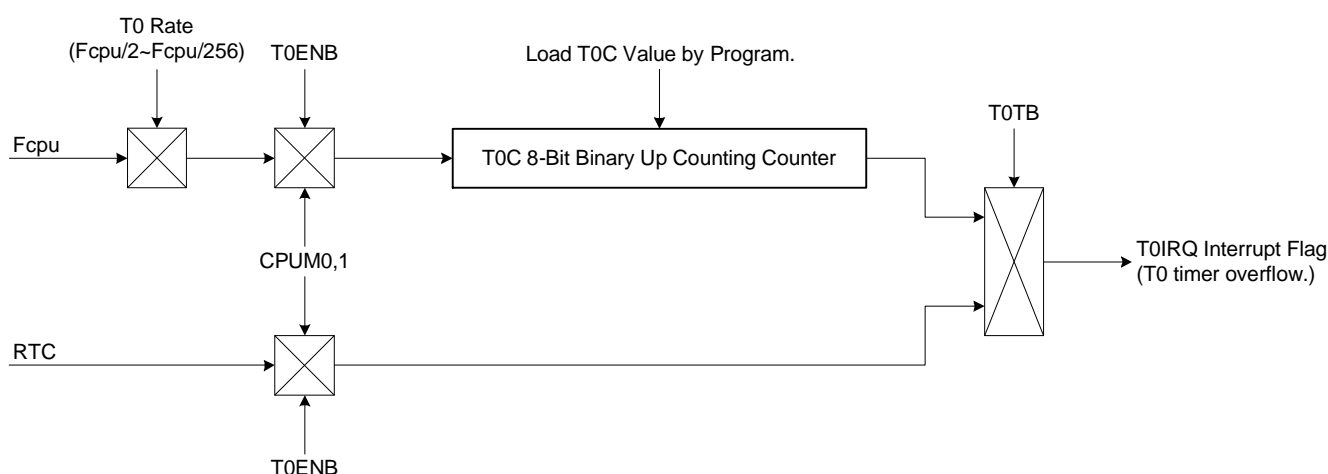 T0 Rate
(Fcpu/2~Fcpu/256)
T0ENB
Load T0C Value by Program.
T0TB
Fcpu
T0C 8-Bit Binary Up Counting Counter
CPUM0,1
T0IRQ Interrupt Flag
(T0 timer overflow.)
RTC
T0ENB